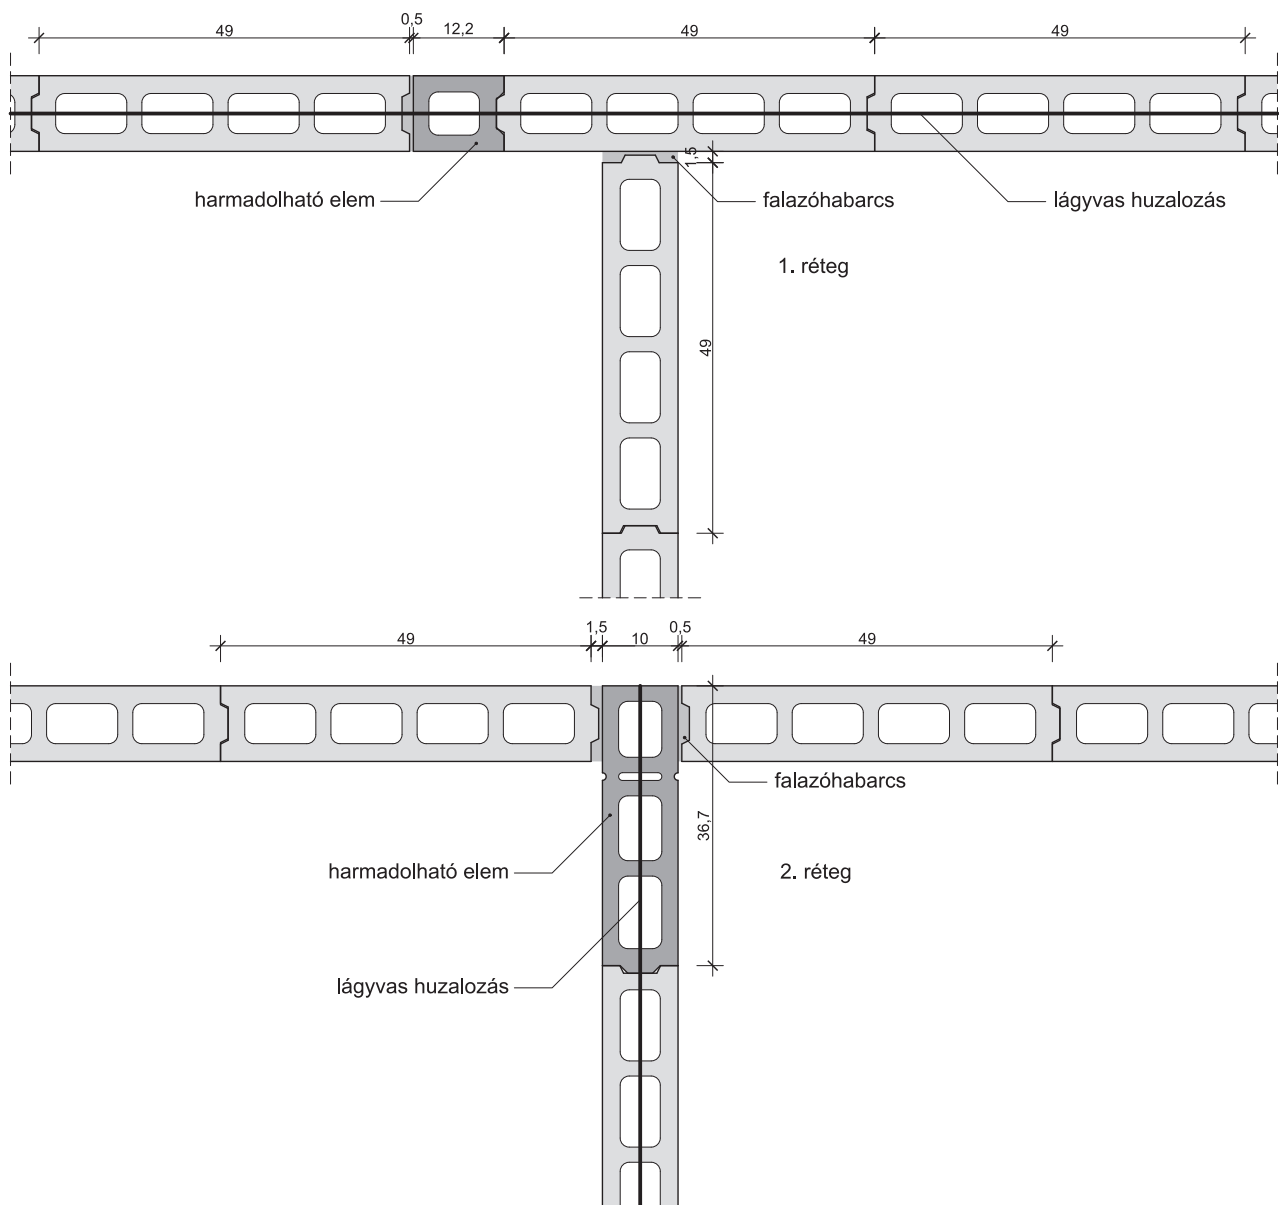 49 0,5 12,2 49 49
1,5
harmadolható elem falazóhabarcs lágyvas huzalozás
1. réteg
49
49 1,5 10 0,5 49
falazóhabarcs
36,7
harmadolható elem 2. réteg
lágyvas huzalozás